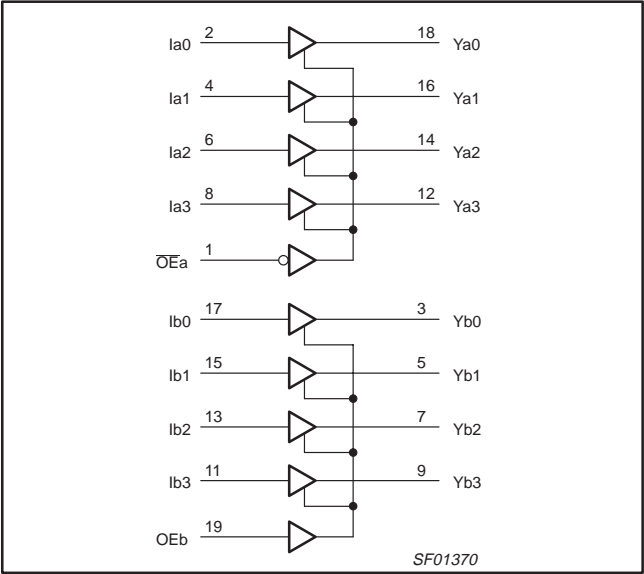 Ia0 2 18 Ya0
Ia1 4 16 Ya1
Ia2 6 14 Ya2
Ia3 8 12 Ya3
O̅E̅a 1
Ib0 17 3 Yb0
Ib1 15 5 Yb1
Ib2 13 7 Yb2
Ib3 11 9 Yb3
OEb 19
SF01370